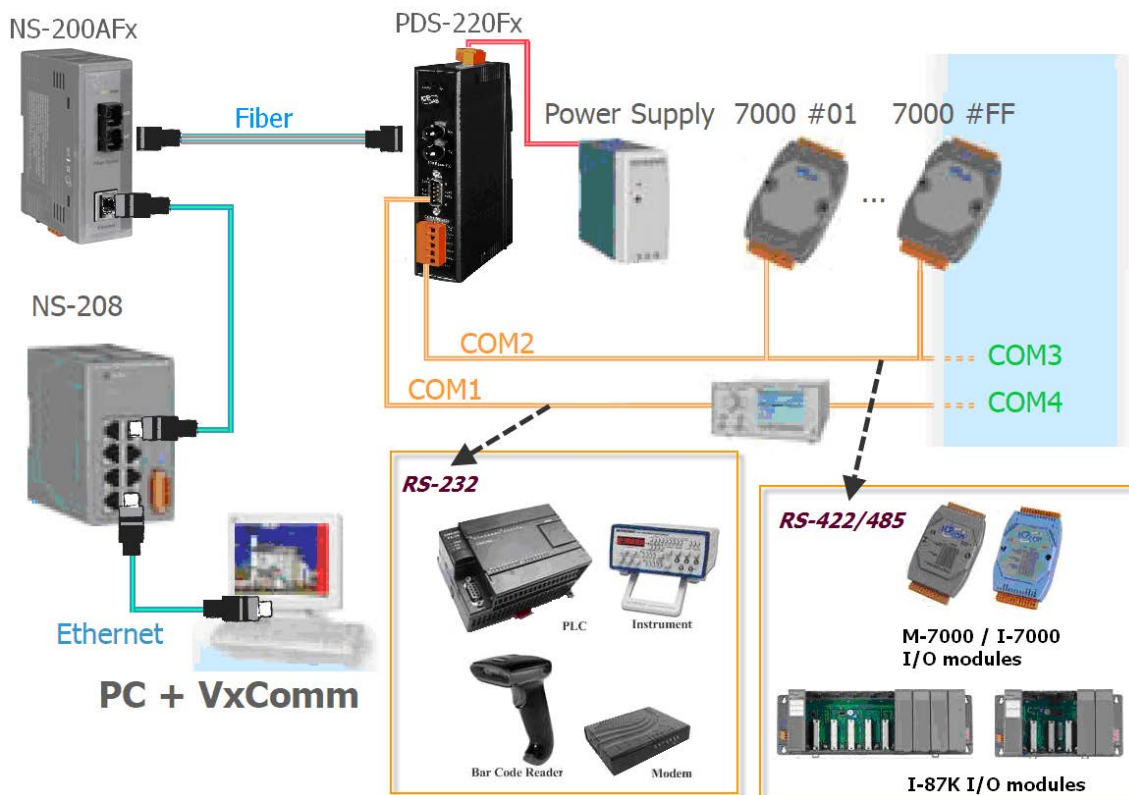 NS-200AFx
PDS-220Fx
Fiber
Power Supply
7000 #01
7000 #FF
...
NS-208
COM2
COM3
COM1
COM4
RS-232
RS-422/485
PLC
Instrument
Ethernet
PC + VxComm
M-7000 / I-7000
I/O modules
Bar Code Reader
Modem
I-87K I/O modules